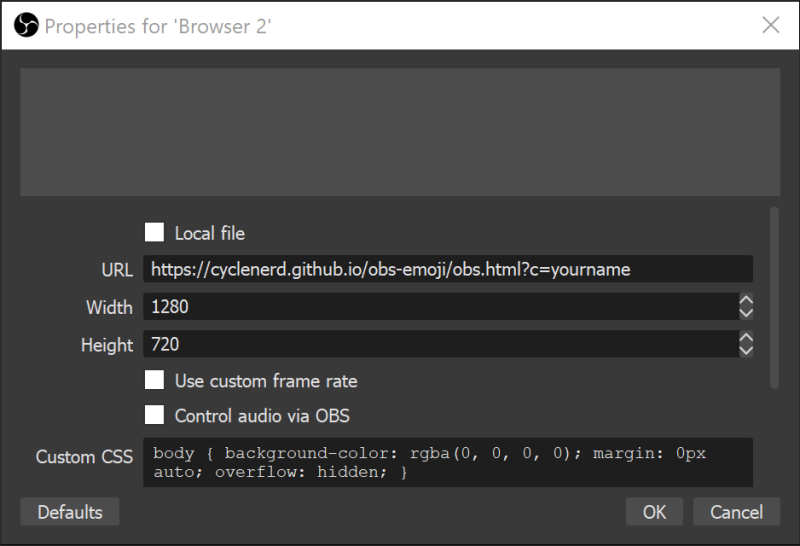 Properties for 'Browser 2'
Local file
URL https://cyclenerd.github.io/obs-emoji/obs.html?c=yourname
Width 1280
Height 720
Use custom frame rate
Control audio via OBS
Custom CSS body { background-color: rgba(0, 0, 0, 0); margin: 0px
auto; overflow: hidden; }
Defaults OK Cancel